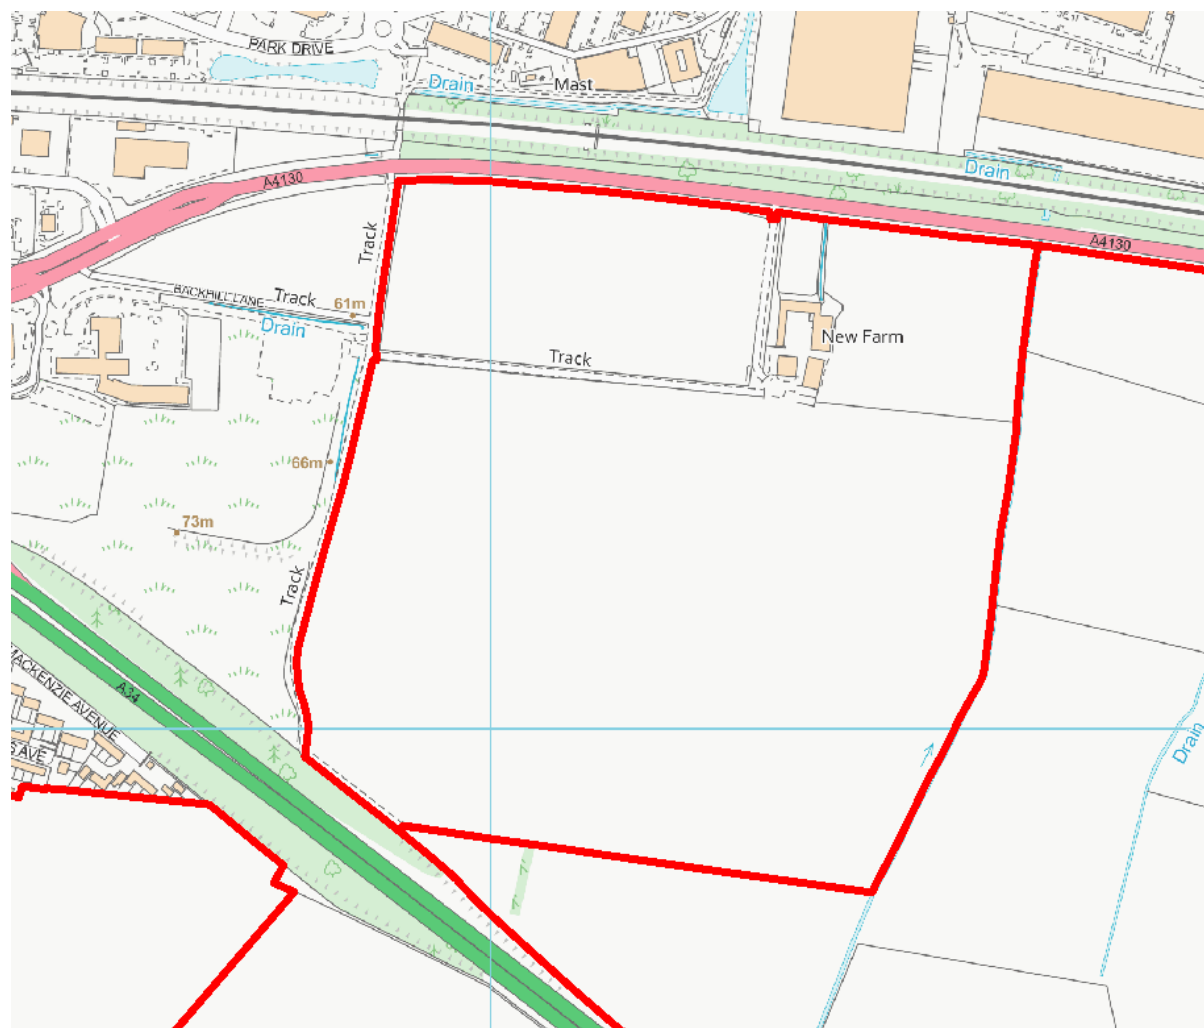 PARK DRIVE
Drain
Mast
Drain
A4130
A4130
Track
BACKHILL LANE
Track
61m
Drain
New Farm
Track
66m
73m
Track
MACKENZIE AVENUE
A34
S AVE
Drain